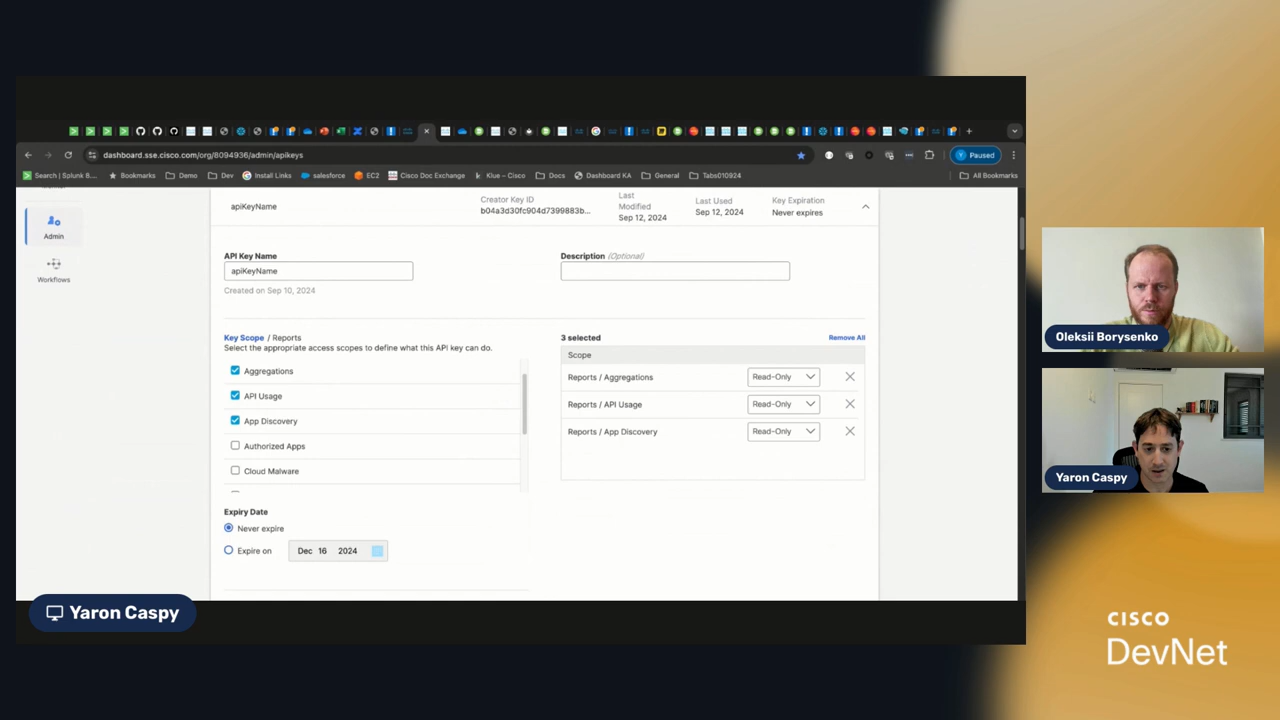 dashboard.sse.cisco.com/org/8094936/admin/apikeys
Paused
Search | Splunk 8....
Bookmarks
Demo
Dev
Install Links
salesforce
EC2
Cisco Doc Exchange
Klue – Cisco
Docs
Dashboard KA
General
Tabs010924
All Bookmarks
Admin
Workflows
apiKeyName
Creator Key ID
b04a3d30fc904d7399883b...
Last
Modified
Sep 12, 2024
Last Used
Sep 12, 2024
Key Expiration
Never expires
API Key Name
apiKeyName
Created on Sep 10, 2024
Description (Optional)
Key Scope / Reports
Select the appropriate access scopes to define what this API key can do.
Aggregations
API Usage
App Discovery
Authorized Apps
Cloud Malware
3 selected
Remove All
Scope
Reports / Aggregations
Read-Only
Reports / API Usage
Read-Only
Reports / App Discovery
Read-Only
Expiry Date
Never expire
Expire on
Dec 16 2024
Yaron Caspy
Oleksii Borysenko
Yaron Caspy
CISCO
DevNet